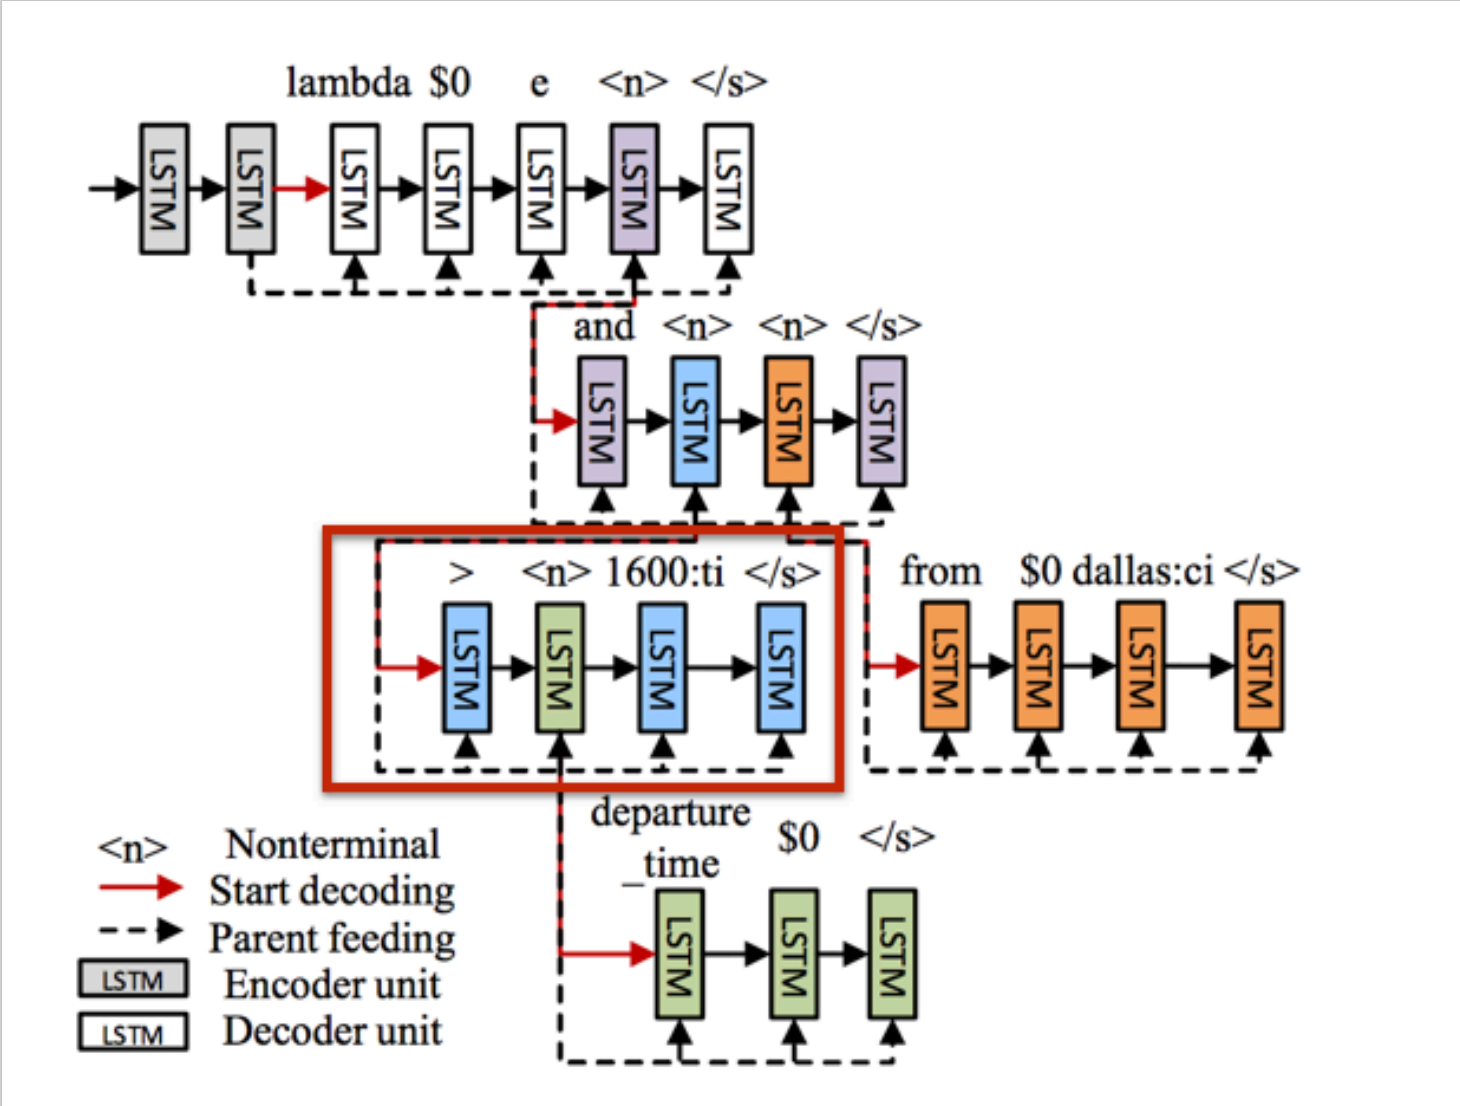 lambda $0 e <n> </s>
LSTM LSTM LSTM LSTM LSTM LSTM LSTM
and <n> <n> </s>
LSTM LSTM LSTM LSTM
> <n> 1600:ti </s>
from $0 dallas:ci </s>
LSTM LSTM LSTM LSTM
LSTM LSTM LSTM LSTM
departure
_time
$0 </s>
LSTM LSTM LSTM
<n> Nonterminal
Start decoding
Parent feeding
LSTM Encoder unit
LSTM Decoder unit